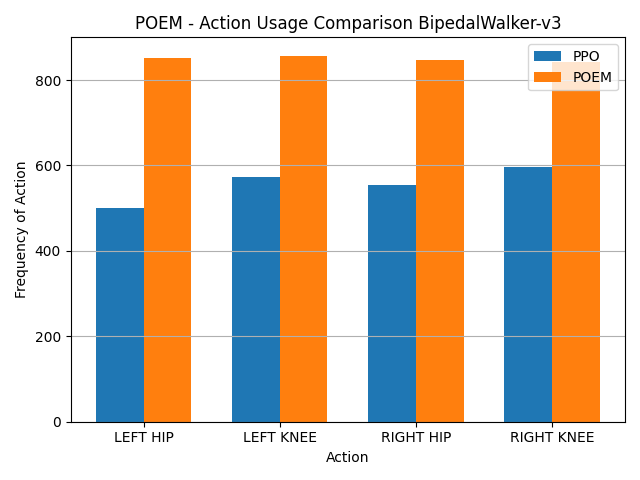 POEM - Action Usage Comparison BipedalWalker-v3
PPO
POEM
Frequency of Action
800
600
400
200
0
LEFT HIP
LEFT KNEE
RIGHT HIP
RIGHT KNEE
Action